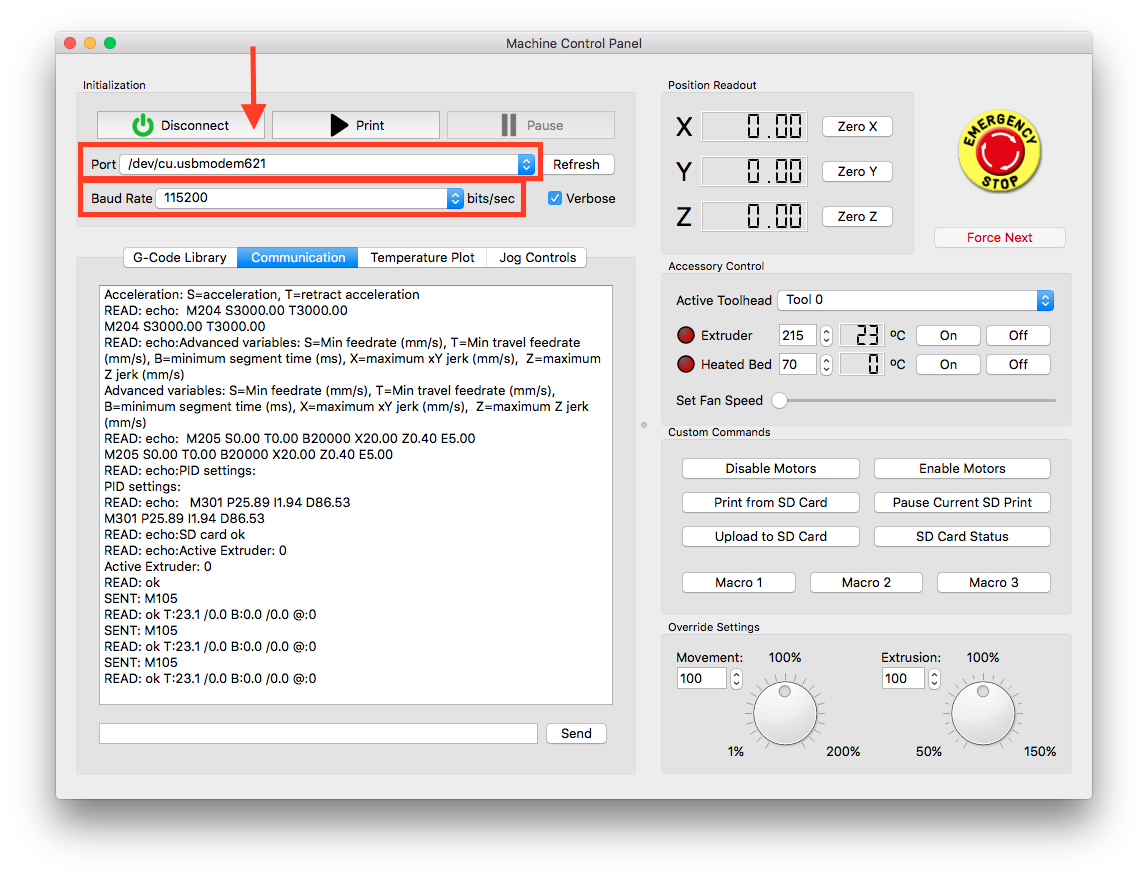 Machine Control Panel
Initialization
Disconnect
Print
Pause
Port /dev/cu.usbmodem621
Refresh
Baud Rate 115200 bits/sec
Verbose
G-Code Library
Communication
Temperature Plot
Jog Controls
Acceleration: S=acceleration, T=retract acceleration
READ: echo:  M204 S3000.00 T3000.00
M204 S3000.00 T3000.00
READ: echo:Advanced variables: S=Min feedrate (mm/s), T=Min travel feedrate
(mm/s), B=minimum segment time (ms), X=maximum xY jerk (mm/s),  Z=maximum
Z jerk (mm/s)
Advanced variables: S=Min feedrate (mm/s), T=Min travel feedrate (mm/s),
B=minimum segment time (ms), X=maximum xY jerk (mm/s),  Z=maximum Z jerk
(mm/s)
READ: echo:  M205 S0.00 T0.00 B20000 X20.00 Z0.40 E5.00
M205 S0.00 T0.00 B20000 X20.00 Z0.40 E5.00
READ: echo:PID settings:
PID settings:
READ: echo:   M301 P25.89 I1.94 D86.53
M301 P25.89 I1.94 D86.53
READ: echo:SD card ok
READ: echo:Active Extruder: 0
Active Extruder: 0
READ: ok
SENT: M105
READ: ok T:23.1 /0.0 B:0.0 /0.0 @:0
SENT: M105
READ: ok T:23.1 /0.0 B:0.0 /0.0 @:0
SENT: M105
READ: ok T:23.1 /0.0 B:0.0 /0.0 @:0
Send
Position Readout
X 0.00 Zero X
Y 0.00 Zero Y
Z 0.00 Zero Z
EMERGENCY
STOP
Force Next
Accessory Control
Active Toolhead Tool 0
Extruder 215 23 ºC On Off
Heated Bed 70 0 ºC On Off
Set Fan Speed
Custom Commands
Disable Motors
Enable Motors
Print from SD Card
Pause Current SD Print
Upload to SD Card
SD Card Status
Macro 1
Macro 2
Macro 3
Override Settings
Movement: 100%
100
1% 200%
Extrusion: 100%
100
50% 150%